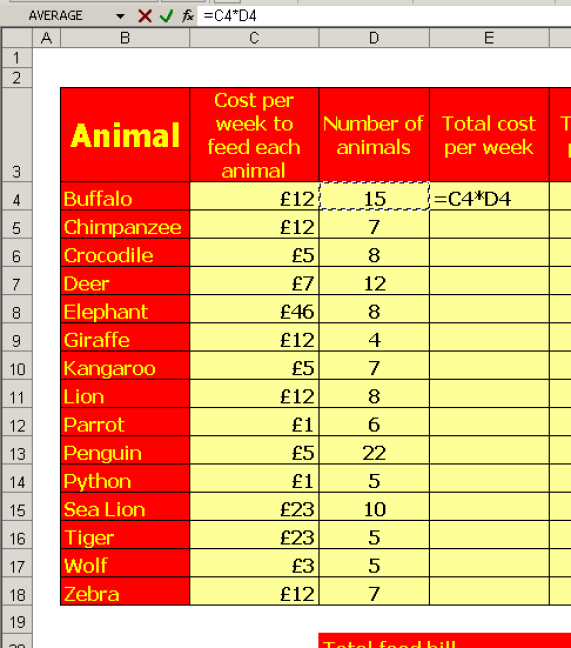 AVERAGE fx =C4*D4
A B C D E
1
2
3 Animal Cost per week to feed each animal Number of animals Total cost per week
4 Buffalo £12 15 =C4*D4
5 Chimpanzee £12 7
6 Crocodile £5 8
7 Deer £7 12
8 Elephant £46 8
9 Giraffe £12 4
10 Kangaroo £5 7
11 Lion £12 8
12 Parrot £1 6
13 Penguin £5 22
14 Python £1 5
15 Sea Lion £23 10
16 Tiger £23 5
17 Wolf £3 5
18 Zebra £12 7
19
Total feed bill